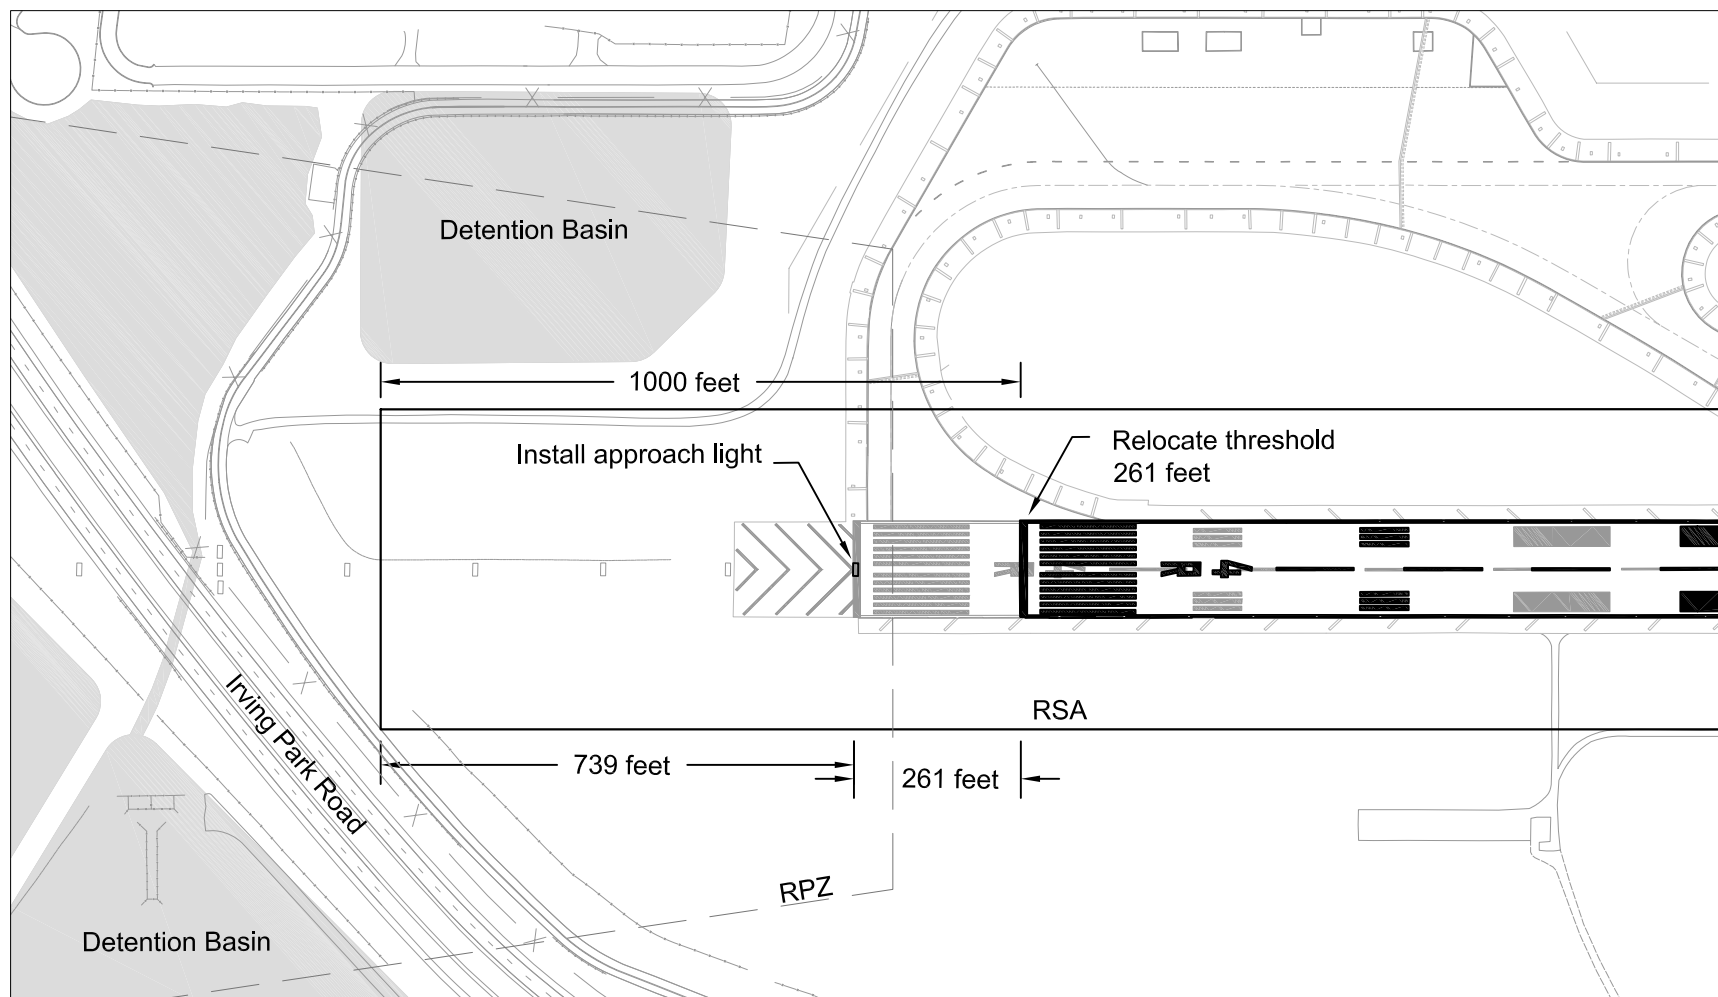 Detention Basin
1000 feet
Install approach light
Relocate threshold
261 feet
4
R
RSA
Irving Park Road
739 feet
261 feet
RPZ
Detention Basin